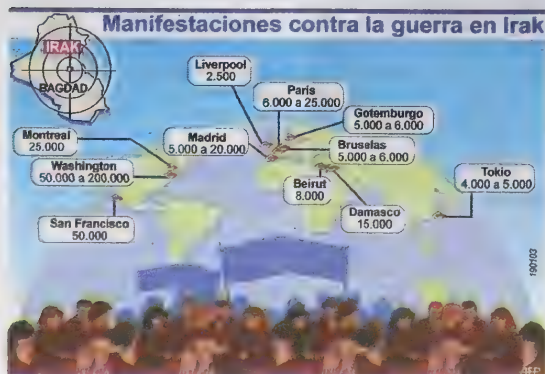 Manifestaciones contra la guerra en Irak
IRAK
BAGDAD
Liverpool
2.500
París
6.000 a 25.000
Gotemburgo
5.000 a 6.000
Montreal
25.000
Madrid
5.000 a 20.000
Bruselas
5.000 a 6.000
Washington
50.000 a 200.000
Beirut
8.000
Tokio
4.000 a 5.000
San Francisco
50.000
Damasco
15.000
190103
AFP